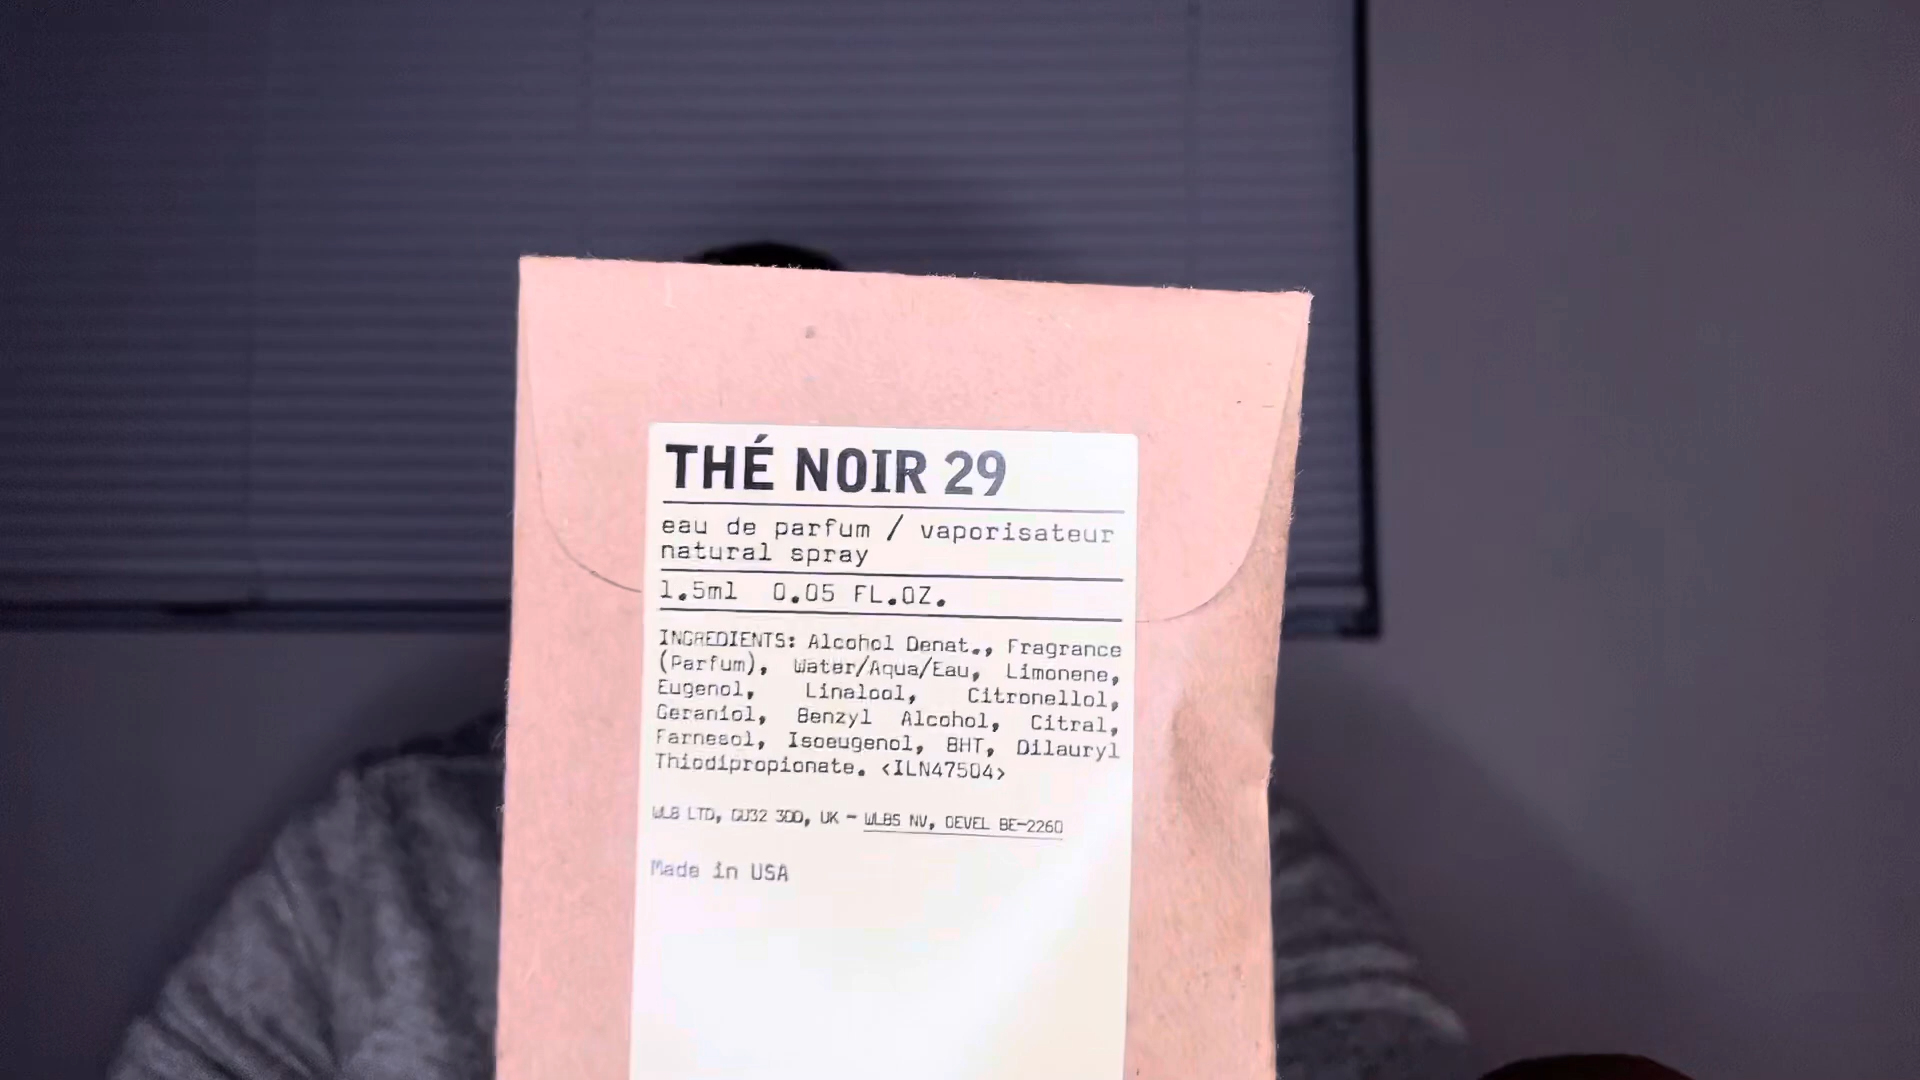 THÉ NOIR 29
eau de parfum / vaporisateur
natural spray
1.5ml 0.05 FL.OZ.
INGREDIENTS: Alcohol Denat., Fragrance
(Parfum), Water/Aqua/Eau, Limonene,
Eugenol, Linalool, Citronellol,
Geraniol, Benzyl Alcohol, Citral,
Farnesol, Isoeugenol, BHT, Dilauryl
Thiodipropionate. <ILN47504>
WLB LTD, GU32 3DD, UK - WLBS NV, OEVEL BE-2260
Made in USA